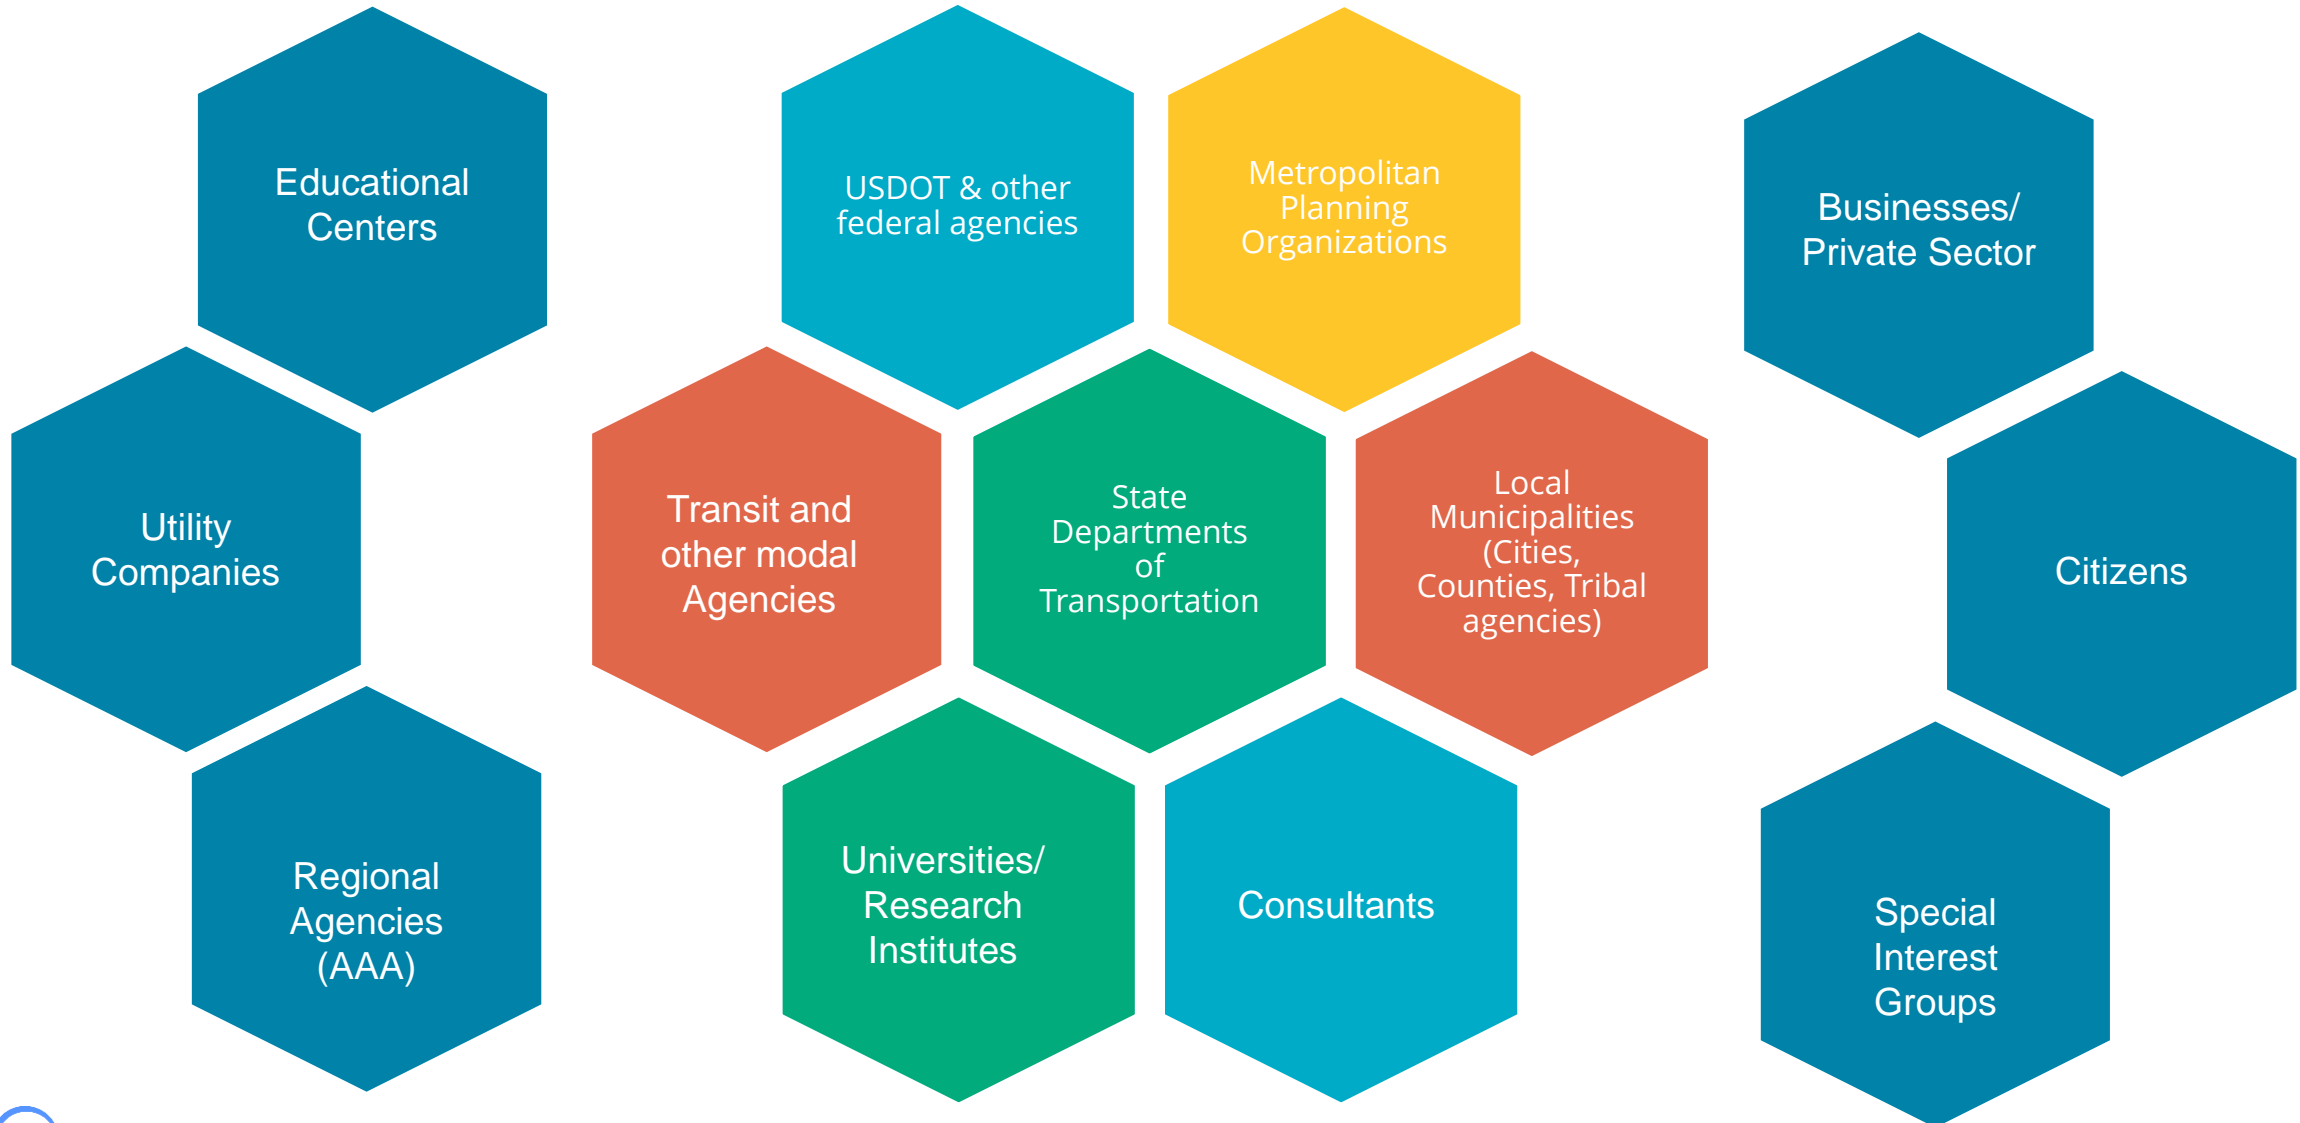 Educational
Centers
USDOT & other
federal agencies
Metropolitan
Planning
Organizations
Businesses/
Private Sector
Utility
Companies
Transit and
other modal
Agencies
State
Departments
of
Transportation
Local
Municipalities
(Cities,
Counties, Tribal
agencies)
Citizens
Regional
Agencies
(AAA)
Universities/
Research
Institutes
Consultants
Special
Interest
Groups